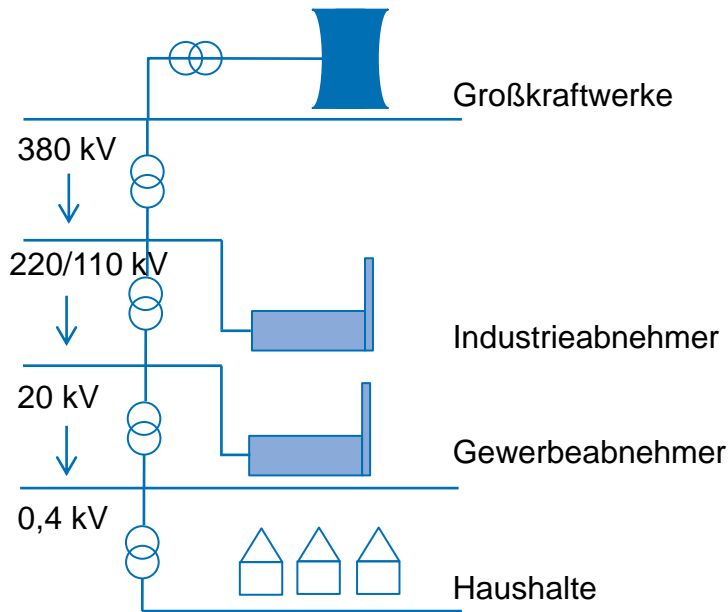 Großkraftwerke
380 kV
220/110 kV
Industrieabnehmer
20 kV
Gewerbeabnehmer
0,4 kV
Haushalte